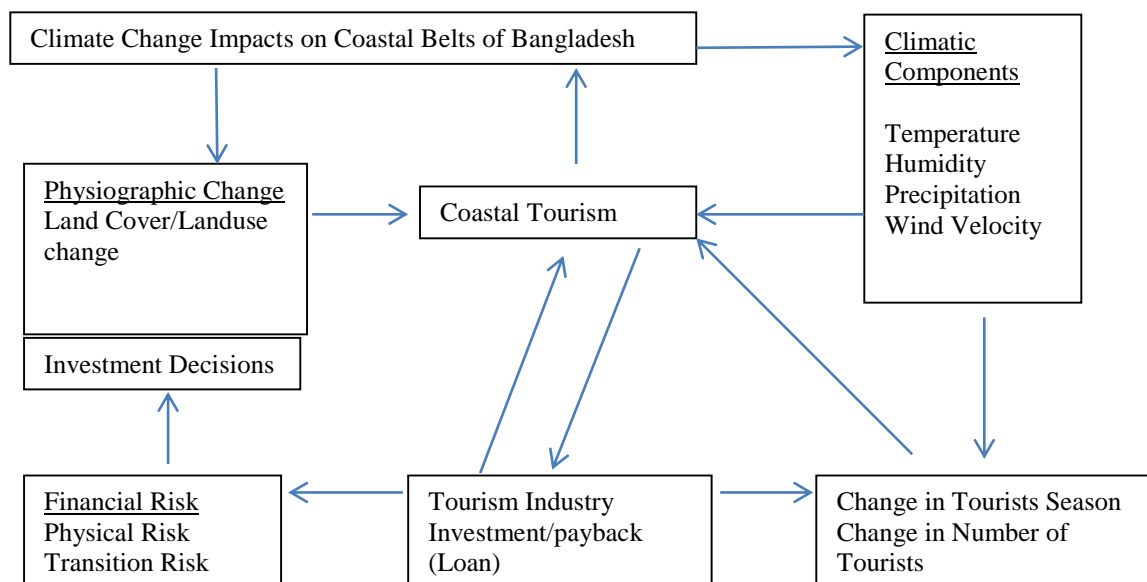 Climate Change Impacts on Coastal Belts of Bangladesh
Climatic
Components
Temperature
Humidity
Precipitation
Wind Velocity
Physiographic Change
Land Cover/Landuse
change
Coastal Tourism
Investment Decisions
Financial Risk
Physical Risk
Transition Risk
Tourism Industry
Investment/payback
(Loan)
Change in Tourists Season
Change in Number of
Tourists